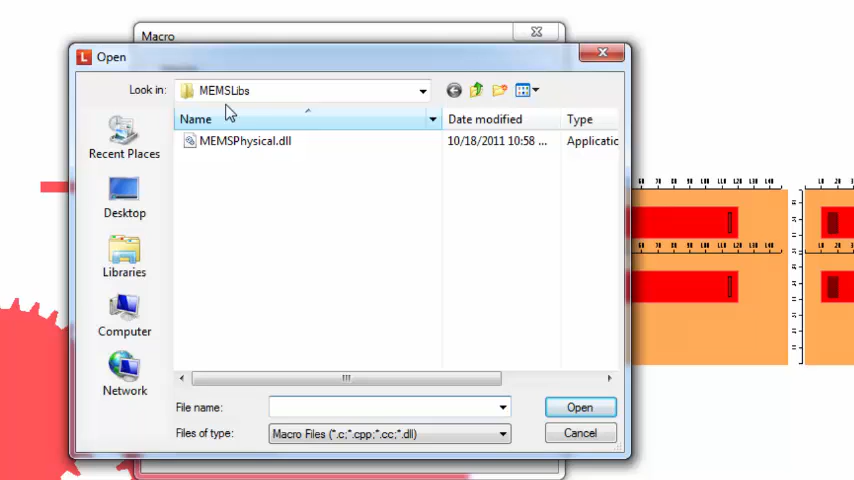 Macro
Open
Look in:
MEMSLibs
Name
Date modified
Type
MEMSPhysical.dll
10/18/2011 10:58 ...
Applicatic
Recent Places
Desktop
Libraries
Computer
Network
File name:
Open
Files of type:
Macro Files (*.c;*.cpp;*.cc;*.dll)
Cancel